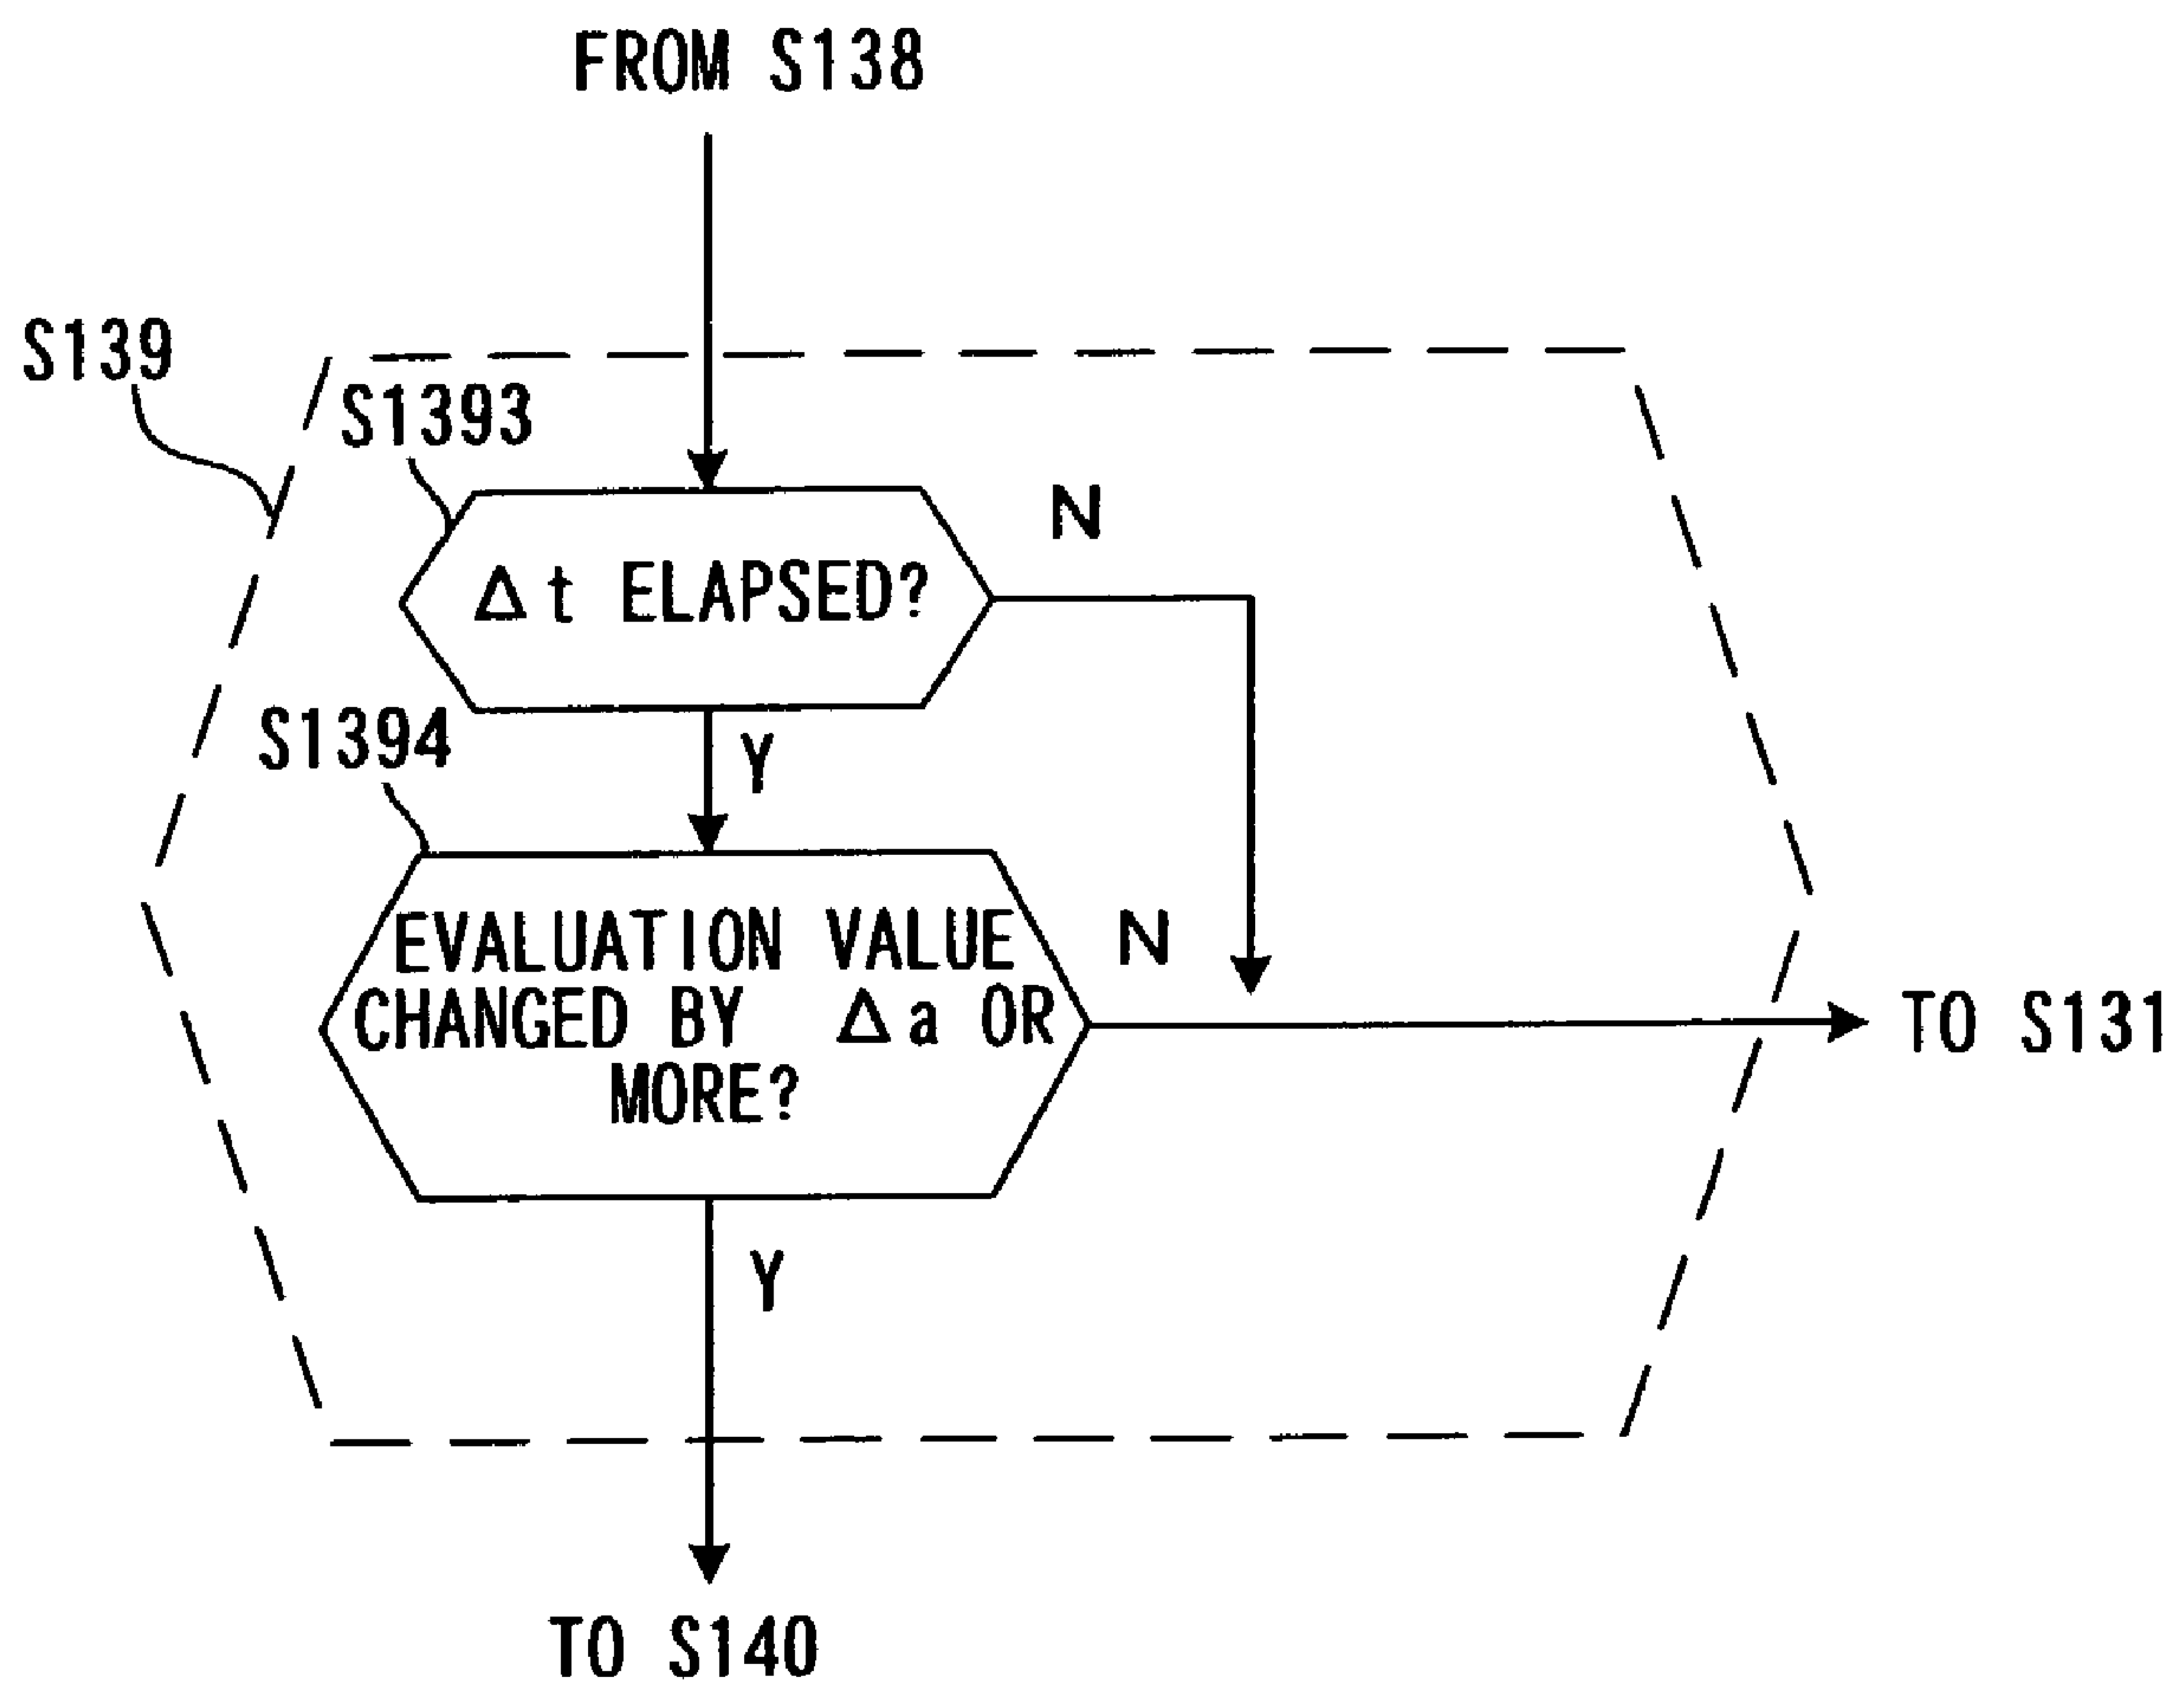 FROM S138
S139
S1393
N
Δt ELAPSED?
S1394
Y
EVALUATION VALUE
N
CHANGED BY Δa OR
MORE?
TO S131
Y
TO S140